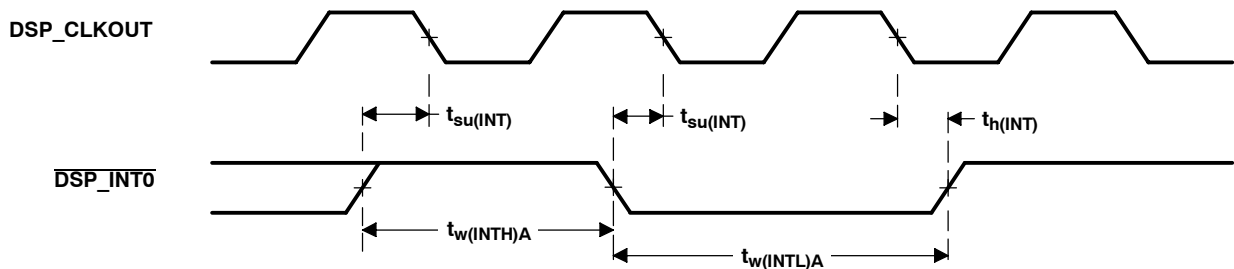 DSP_CLKOUT
tsu(INT) tsu(INT) th(INT)
DSP_INT0
tw(INTH)A
tw(INTL)A